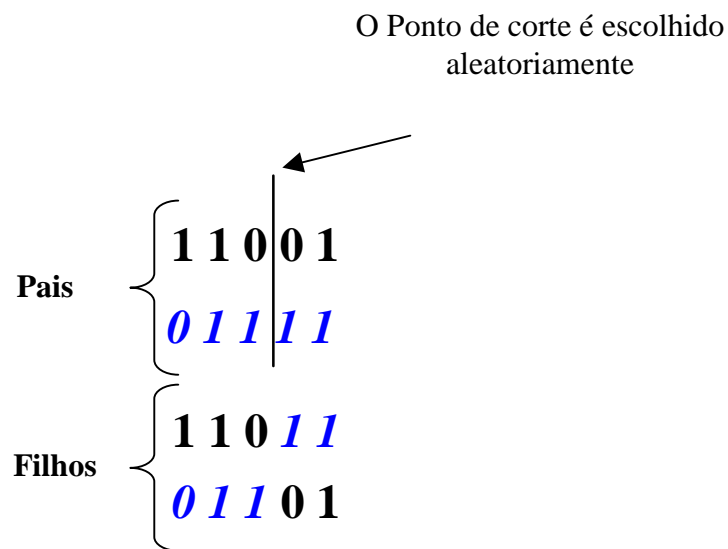 O Ponto de corte é escolhido
aleatoriamente
1 1 0 0 1
Pais
0 1 1 1 1
1 1 0 1 1
Filhos
0 1 1 0 1